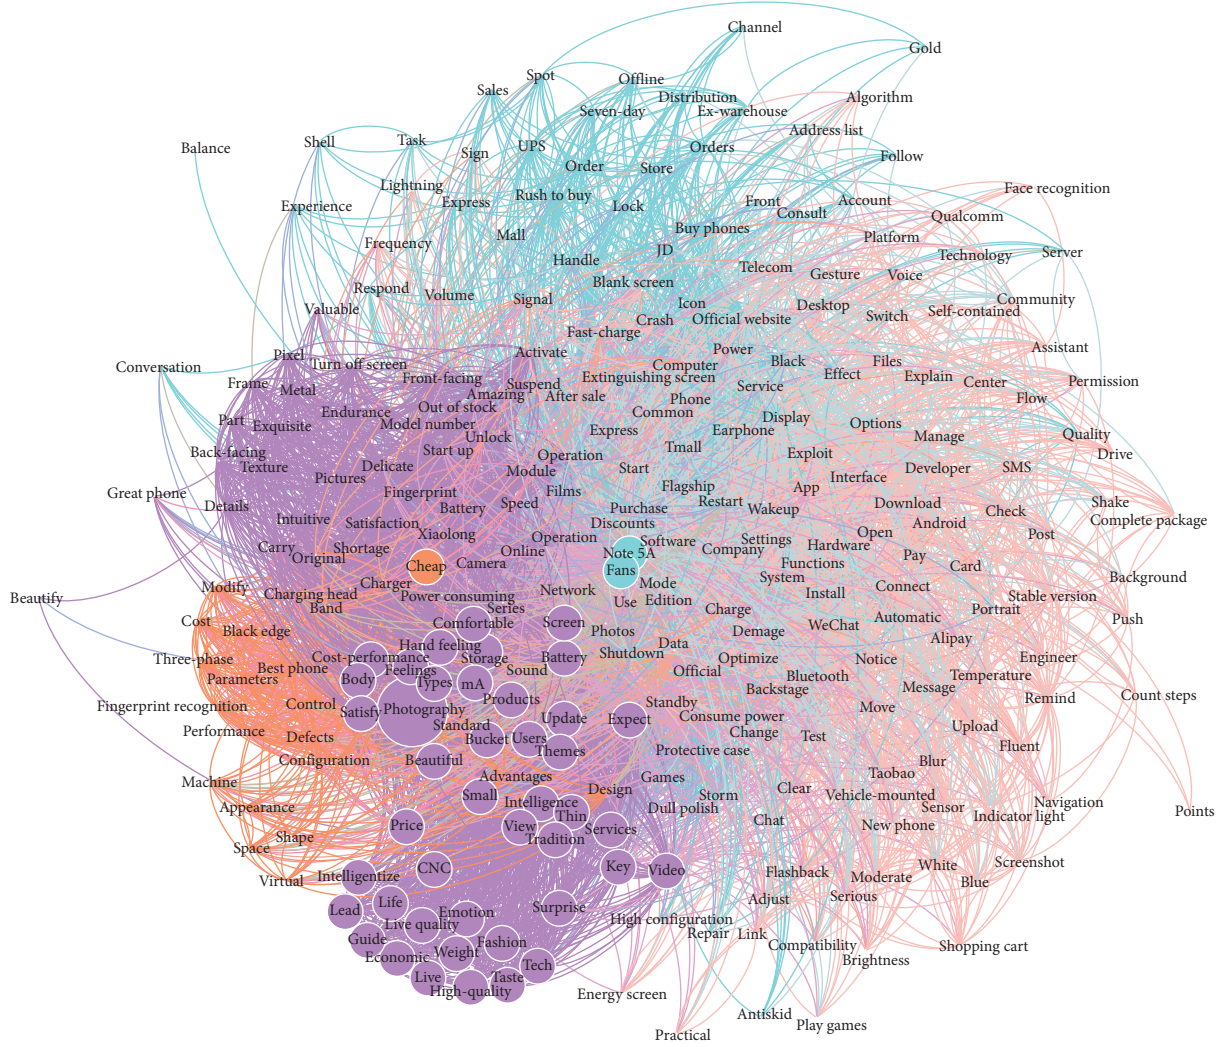 Channel
Gold
Spot
Offline
Sales
Distribution
Algorithm
Seven-day
Ex-warehouse
Address list
Balance
Shell
Task
Sign
UPS
Orders
Follow
Order
Store
Lightning
Rush to buy
Face recognition
Experience
Express
Lock
Front
Consult
Account
Qualcomm
Frequency
Mall
Buy phones
Platform
JD
Technology
Server
Handle
Telecom
Gesture
Voice
Respond
Volume
Signal
Blank screen
Icon
Desktop
Community
Valuable
Crash
Official website
Switch
Self-contained
Fast-charge
Pixel
Turn off screen
Activate
Power
Assistant
Conversation
Computer
Black
Files
Frame
Metal
Front-facing
Suspend
Extinguishing screen
Service
Effect
Explain
Center
Permission
Amazing
After sale
Phone
Flow
Part
Exquisite
Endurance
Out of stock
Model number
Common
Display
Options
Unlock
Express
Earphone
Manage
Quality
Back-facing
Start up
Tmall
Exploit
Drive
Texture
Delicate
Operation
Start
Interface
Developer
SMS
Pictures
Module
Great phone
Fingerprint
Films
Flagship
App
Details
Battery
Speed
Purchase
Restart
Wakeup
Download
Check
Shake
Intuitive
Satisfaction
Discounts
Android
Complete package
Xiaolong
Operation
Software
Settings
Open
Post
Carry
Shortage
Online
Note 5A
Company
Hardware
Pay
Original
Cheap
Camera
Fans
Functions
Card
Modify
Charger
Mode
System
Connect
Background
Beautify
Charging head
Power consuming
Network
Use
Edition
Install
Stable version
Band
Series
Charge
Portrait
Cost
Comfortable
Screen
Automatic
Push
Black edge
Photos
Demage
WeChat
Alipay
Hand feeling
Data
Three-phase
Cost-performance
Storage
Battery
Shutdown
Optimize
Notice
Engineer
Best phone
Feelings
Sound
Official
Parameters
Body
Types
mA
Bluetooth
Temperature
Backstage
Message
Fingerprint recognition
Control
Satisfy
Photography
Products
Standby
Move
Remind
Count steps
Performance
Standard
Update
Expect
Consume power
Upload
Defects
Bucket
Users
Change
Test
Fluent
Configuration
Beautiful
Themes
Protective case
Blur
Machine
Advantages
Games
Taobao
Design
Clear
Appearance
Small
Intelligence
Dull polish
Storm
Vehicle-mounted
Sensor
Navigation
Points
Thin
Indicator light
Price
View
Services
Chat
New phone
Shape
Tradition
Space
CNC
Key
Video
Flashback
White
Screenshot
Virtual
Intelligentize
Moderate
Blue
Life
Adjust
Serious
Lead
Emotion
Surprise
Live quality
High configuration
Guide
Fashion
Repair
Link
Compatibility
Shopping cart
Economic
Weight
Brightness
Live
Taste
Tech
High-quality
Energy screen
Antiskid
Play games
Practical